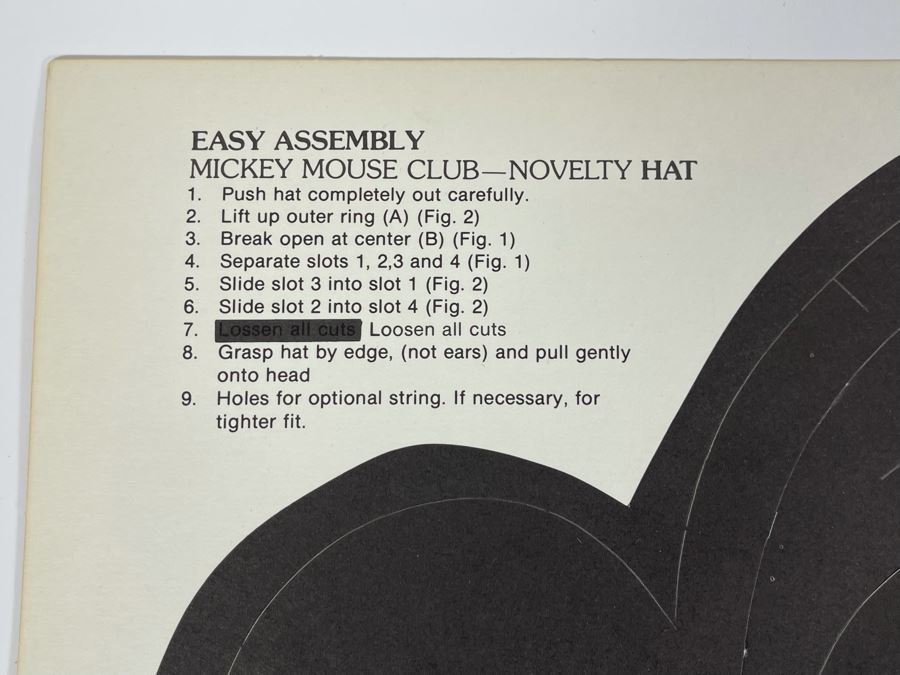 EASY ASSEMBLY
MICKEY MOUSE CLUB—NOVELTY HAT
1. Push hat completely out carefully.
2. Lift up outer ring (A) (Fig. 2)
3. Break open at center (B) (Fig. 1)
4. Separate slots 1, 2,3 and 4 (Fig. 1)
5. Slide slot 3 into slot 1 (Fig. 2)
6. Slide slot 2 into slot 4 (Fig. 2)
7. Lossen all cuts Loosen all cuts
8. Grasp hat by edge, (not ears) and pull gently
onto head
9. Holes for optional string. If necessary, for
tighter fit.